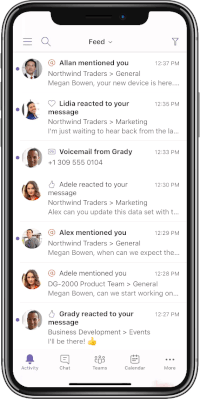 Feed
Allan mentioned you 12:37 PM
Northwind Traders > General
Megan Bowen, your new device is here.…
Lidia reacted to your 12:36 PM
message
Northwind Traders > Marketing
I'm just waiting to hear back from the la…
Voicemail from Grady 12:33 PM
+1 309 555 0104
Adele reacted to your 12:30 PM
message
Northwind Traders > Marketing
Alex can you update this data set with t…
Alex mentioned you 12:29 PM
Northwind Traders > General
Megan Bowen, when can we expect the…
Adele mentioned you 12:28 PM
DG-2000 Product Team > General
Megan Bowen, can we start working on…
Grady reacted to your 12:27 PM
message
Business Development > Events
I'll be there! 👍
Activity Chat Teams Calendar More